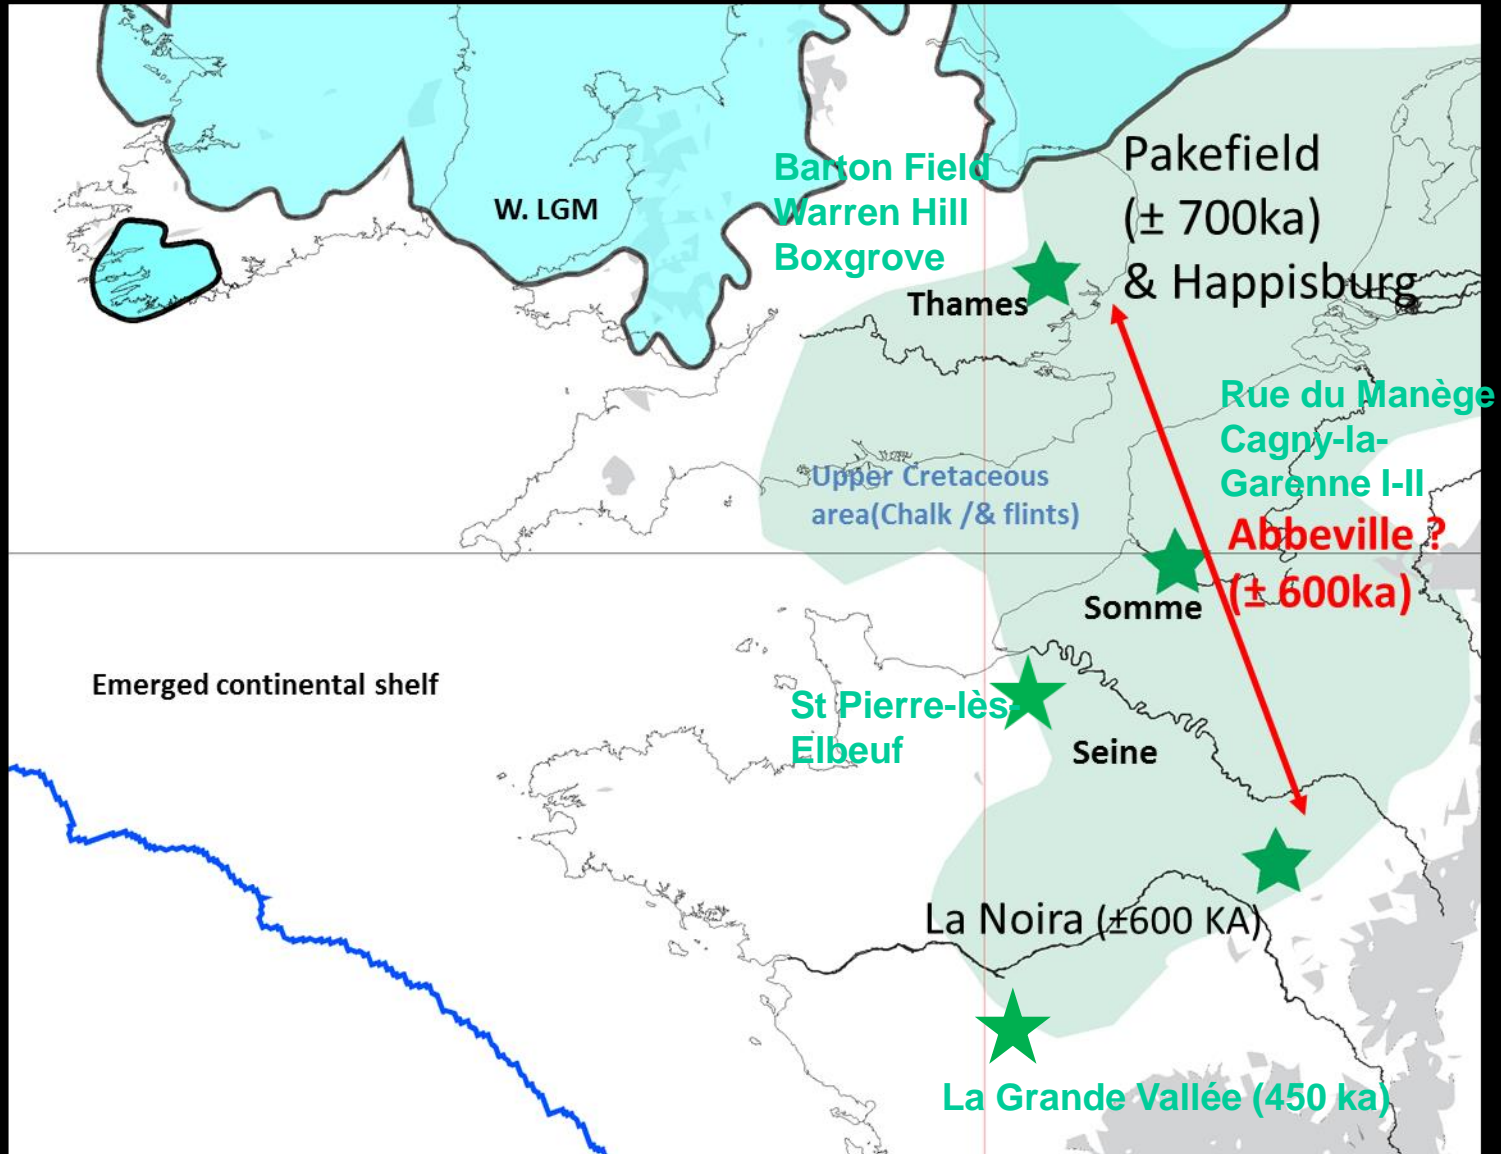 Barton Field
Warren Hill
Boxgrove
Pakefield
(± 700ka)
& Happisburg
W. LGM
Thames
Rue du Manège
Cagny-la-
Garenne I-II
Upper Cretaceous
area(Chalk /& flints)
Abbeville ?
(± 600ka)
Somme
Emerged continental shelf
St Pierre-lès-
Elbeuf
Seine
La Noira (±600 KA)
La Grande Vallée (450 ka)